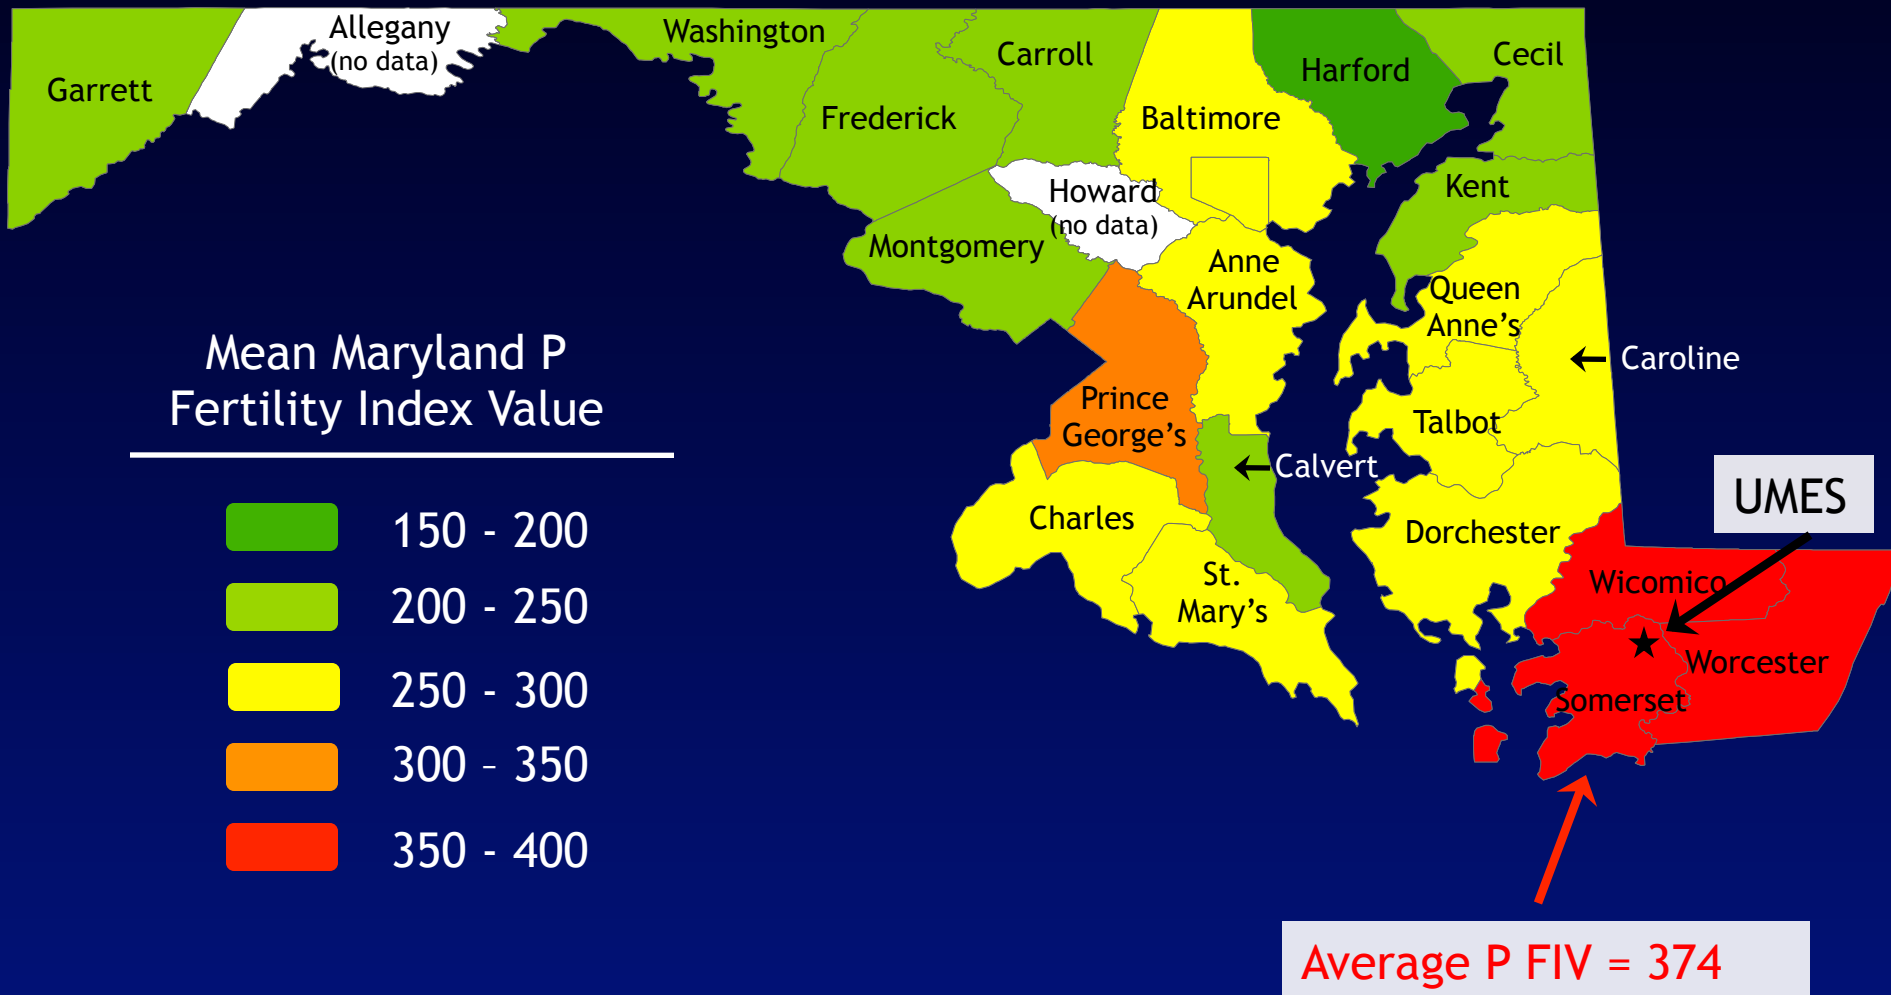 Allegany
(no data)
Washington
Carroll
Cecil
Garrett
Harford
Frederick
Baltimore
Howard
(no data)
Kent
Montgomery
Anne
Arundel
Queen
Anne’s
Caroline
Mean Maryland P
Fertility Index Value
Prince
George’s
Talbot
Calvert
UMES
Charles
Dorchester
St.
Mary’s
Wicomico
Worcester
Somerset
150 - 200
200 - 250
250 - 300
300 – 350
350 - 400
Average P FIV = 374